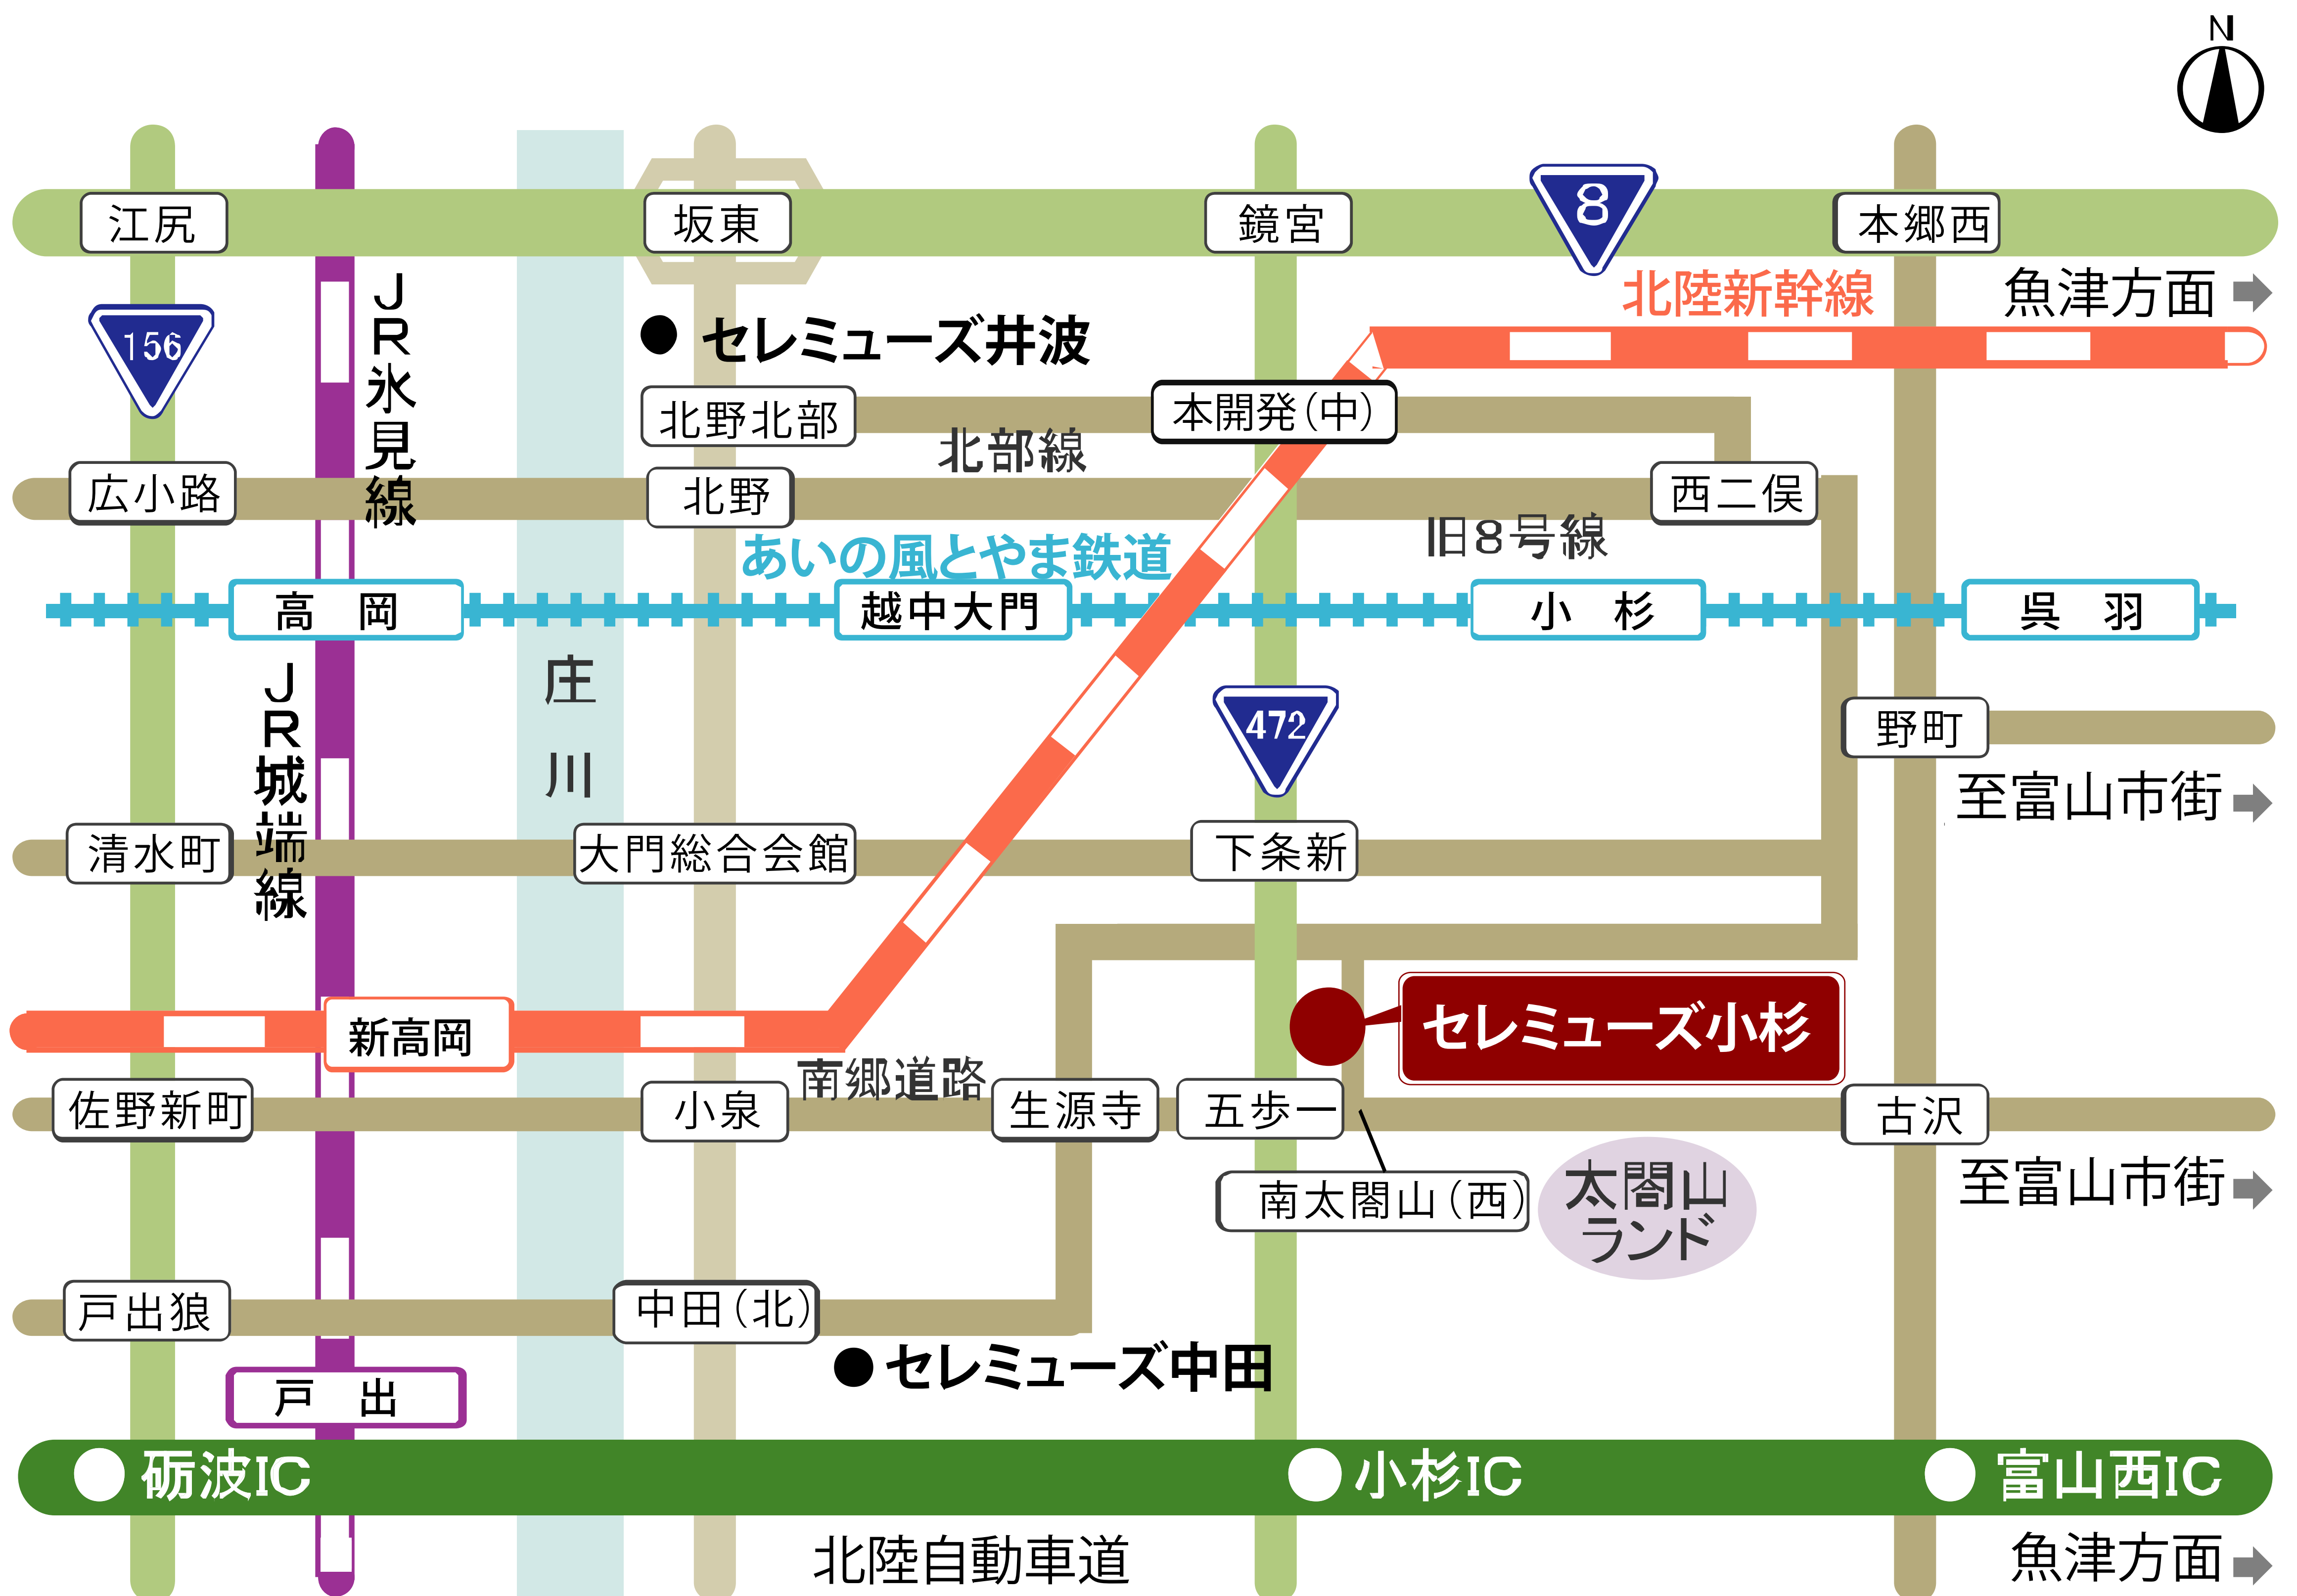 N
江尻
坂東
鏡宮
8
本郷西
北陸新幹線
魚津方面
156
JR氷見線
セレミューズ井波
北野北部
本開発(中)
北部線
広小路
北野
西二俣
旧8号線
あいの風とやま鉄道
高 岡
越中大門
小 杉
呉 羽
JR城端線
庄川
472
野町
至富山市街
清水町
大門総合会館
下条新
新高岡
セレミューズ小杉
南郷道路
佐野新町
小泉
生源寺
五歩一
古沢
南太閤山(西)
太閤山
ランド
至富山市街
戸出狼
中田(北)
セレミューズ中田
戸 出
砺波IC
小杉IC
富山西IC
北陸自動車道
魚津方面